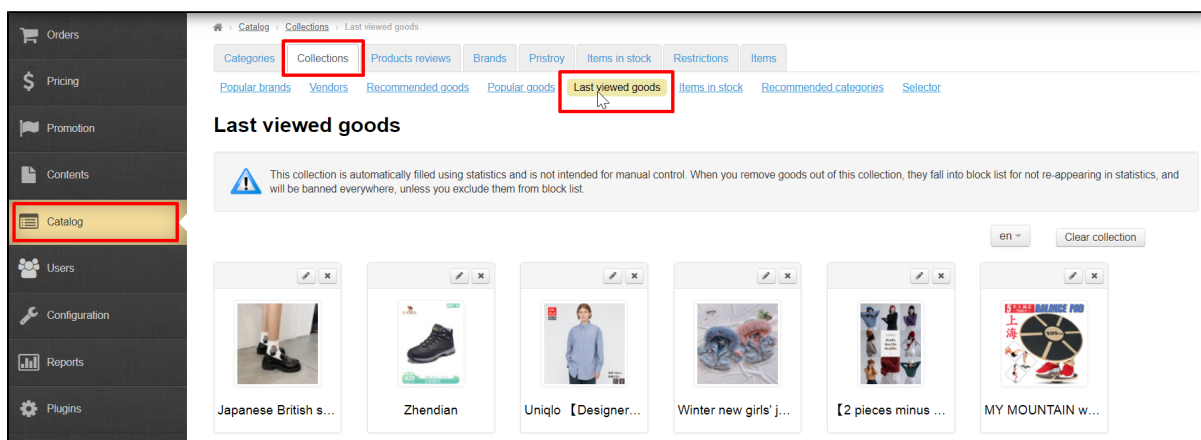 Orders
Pricing
Promotion
Contents
Catalog
Users
Configuration
Reports
Plugins
Catalog Collections Last viewed goods
Categories Collections Products reviews Brands Pristroy Items in stock Restrictions Items
Popular brands Vendors Recommended goods Popular goods Last viewed goods Items in stock Recommended categories Selector
Last viewed goods
This collection is automatically filled using statistics and is not intended for manual control. When you remove goods out of this collection, they fall into block list for not re-appearing in statistics, and
will be banned everywhere, unless you exclude them from block list.
en Clear collection
CAMEL
BALANCE PAD
上
海
Japanese British s... Zhendian Uniqlo 【Designer... Winter new girls' j... 【2 pieces minus ... MY MOUNTAIN w...